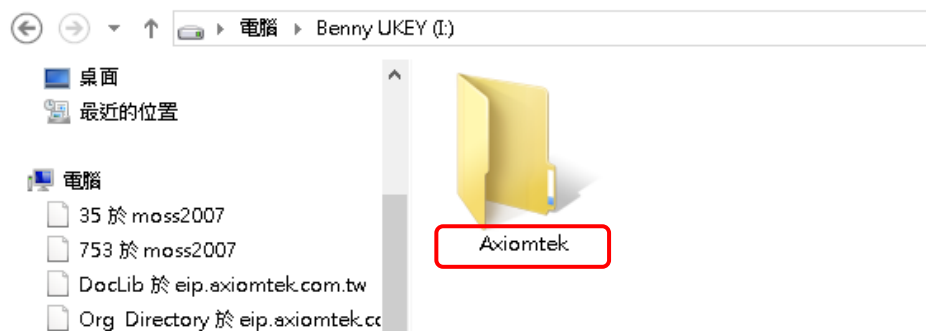 電腦 ▸ Benny UKEY (I:)
桌面
最近的位置
電腦
35 於 moss2007
753 於 moss2007
DocLib 於 eip.axiomtek.com.tw
Org Directory 於 eip.axiomtek.cc
Axiomtek